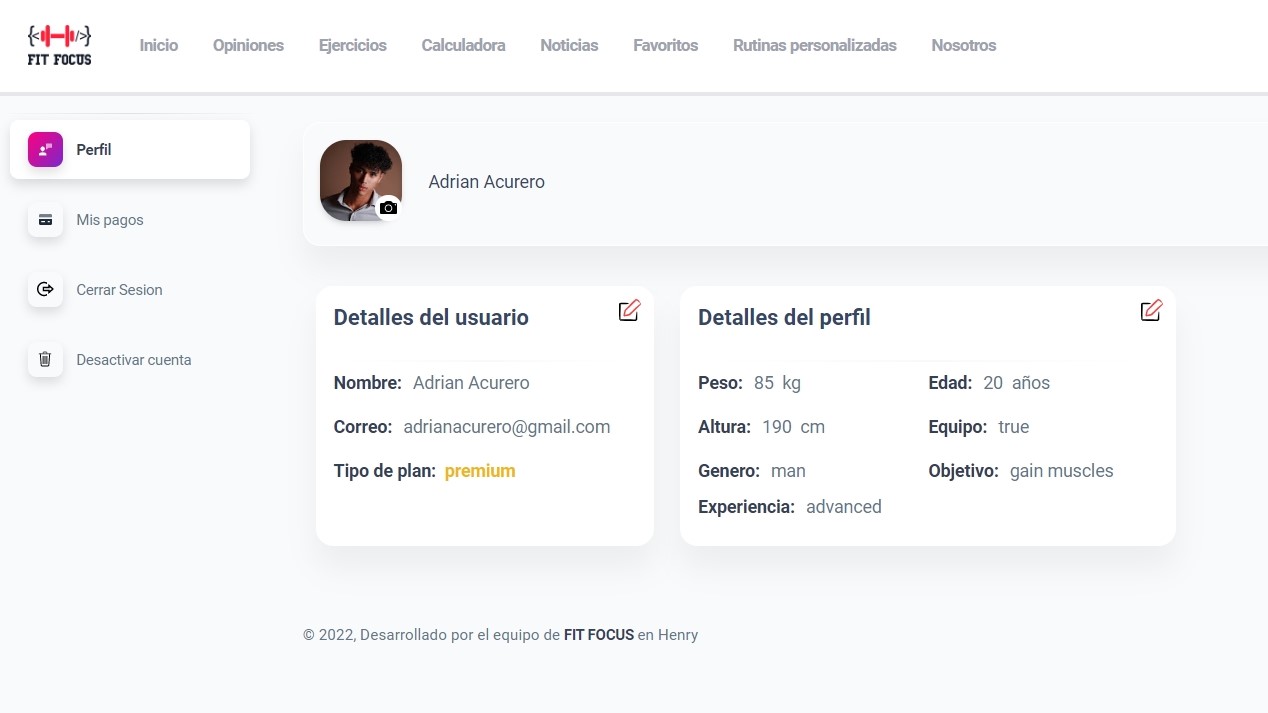 {</>}
FIT FOCUS
Inicio Opiniones Ejercicios Calculadora Noticias Favoritos Rutinas personalizadas Nosotros
Perfil
Mis pagos
Cerrar Sesion
Desactivar cuenta
Adrian Acurero
Detalles del usuario
Nombre: Adrian Acurero
Correo: adrianacurero@gmail.com
Tipo de plan: premium
Detalles del perfil
Peso: 85 kg Edad: 20 años
Altura: 190 cm Equipo: true
Genero: man Objetivo: gain muscles
Experiencia: advanced
© 2022, Desarrollado por el equipo de FIT FOCUS en Henry